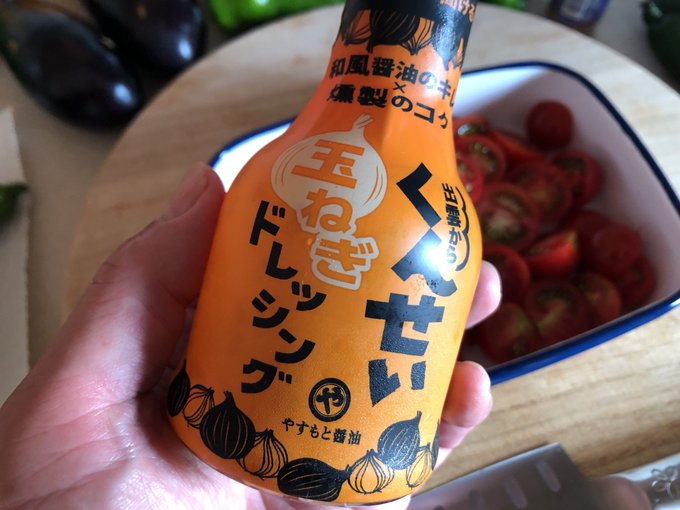 和風醤油のキレ
×
燻製のコク
出雲から
くんせい
玉ねぎ
ドレッシング
や
やすもと醤油